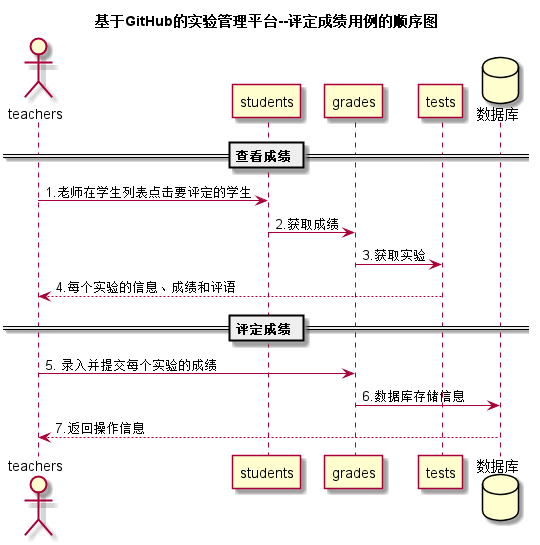 基于GitHub的实验管理平台--评定成绩用例的顺序图
teachers
students
grades
tests
数据库
查看成绩
1.老师在学生列表点击要评定的学生
2.获取成绩
3.获取实验
4.每个实验的信息、成绩和评语
评定成绩
5. 录入并提交每个实验的成绩
6.数据库存储信息
7.返回操作信息
teachers
students
grades
tests
数据库